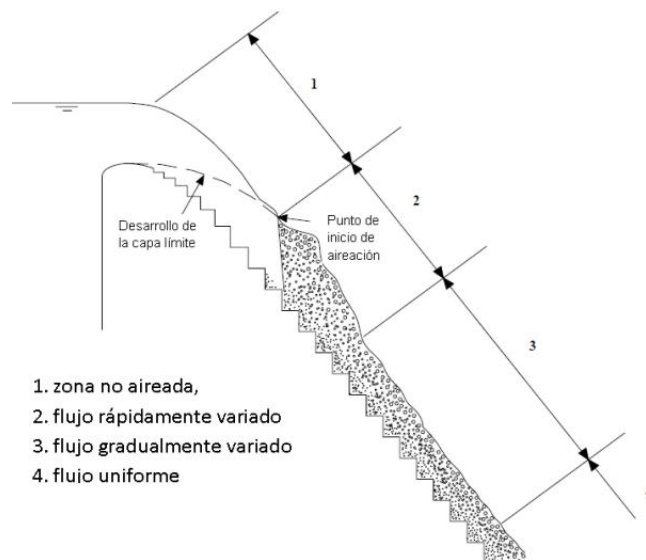 1
2
3
Desarrollo de
la capa límite
Punto de
inicio de
aireación
1. zona no aireada,
2. flujo rápidamente variado
3. flujo gradualmente variado
4. flujo uniforme